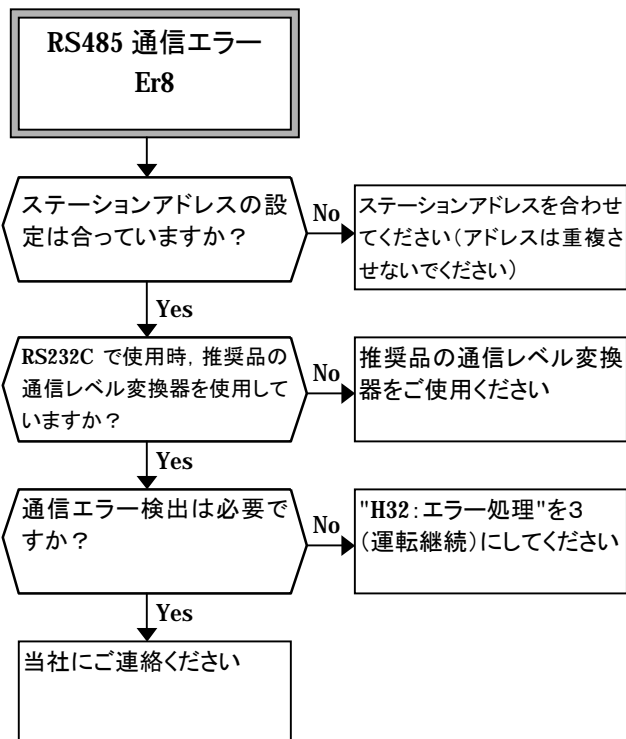 RS485 通信エラー
Er8
ステーションアドレスの設
定は合っていますか？
No
ステーションアドレスを合わせ
てください（アドレスは重複さ
せないでください）
Yes
RS232C で使用時, 推奨品の
通信レベル変換器を使用して
いますか？
No
推奨品の通信レベル変換
器をご使用ください
Yes
通信エラー検出は必要で
すか？
No
"H32：エラー処理"を３
（運転継続）にしてください
Yes
当社にご連絡ください